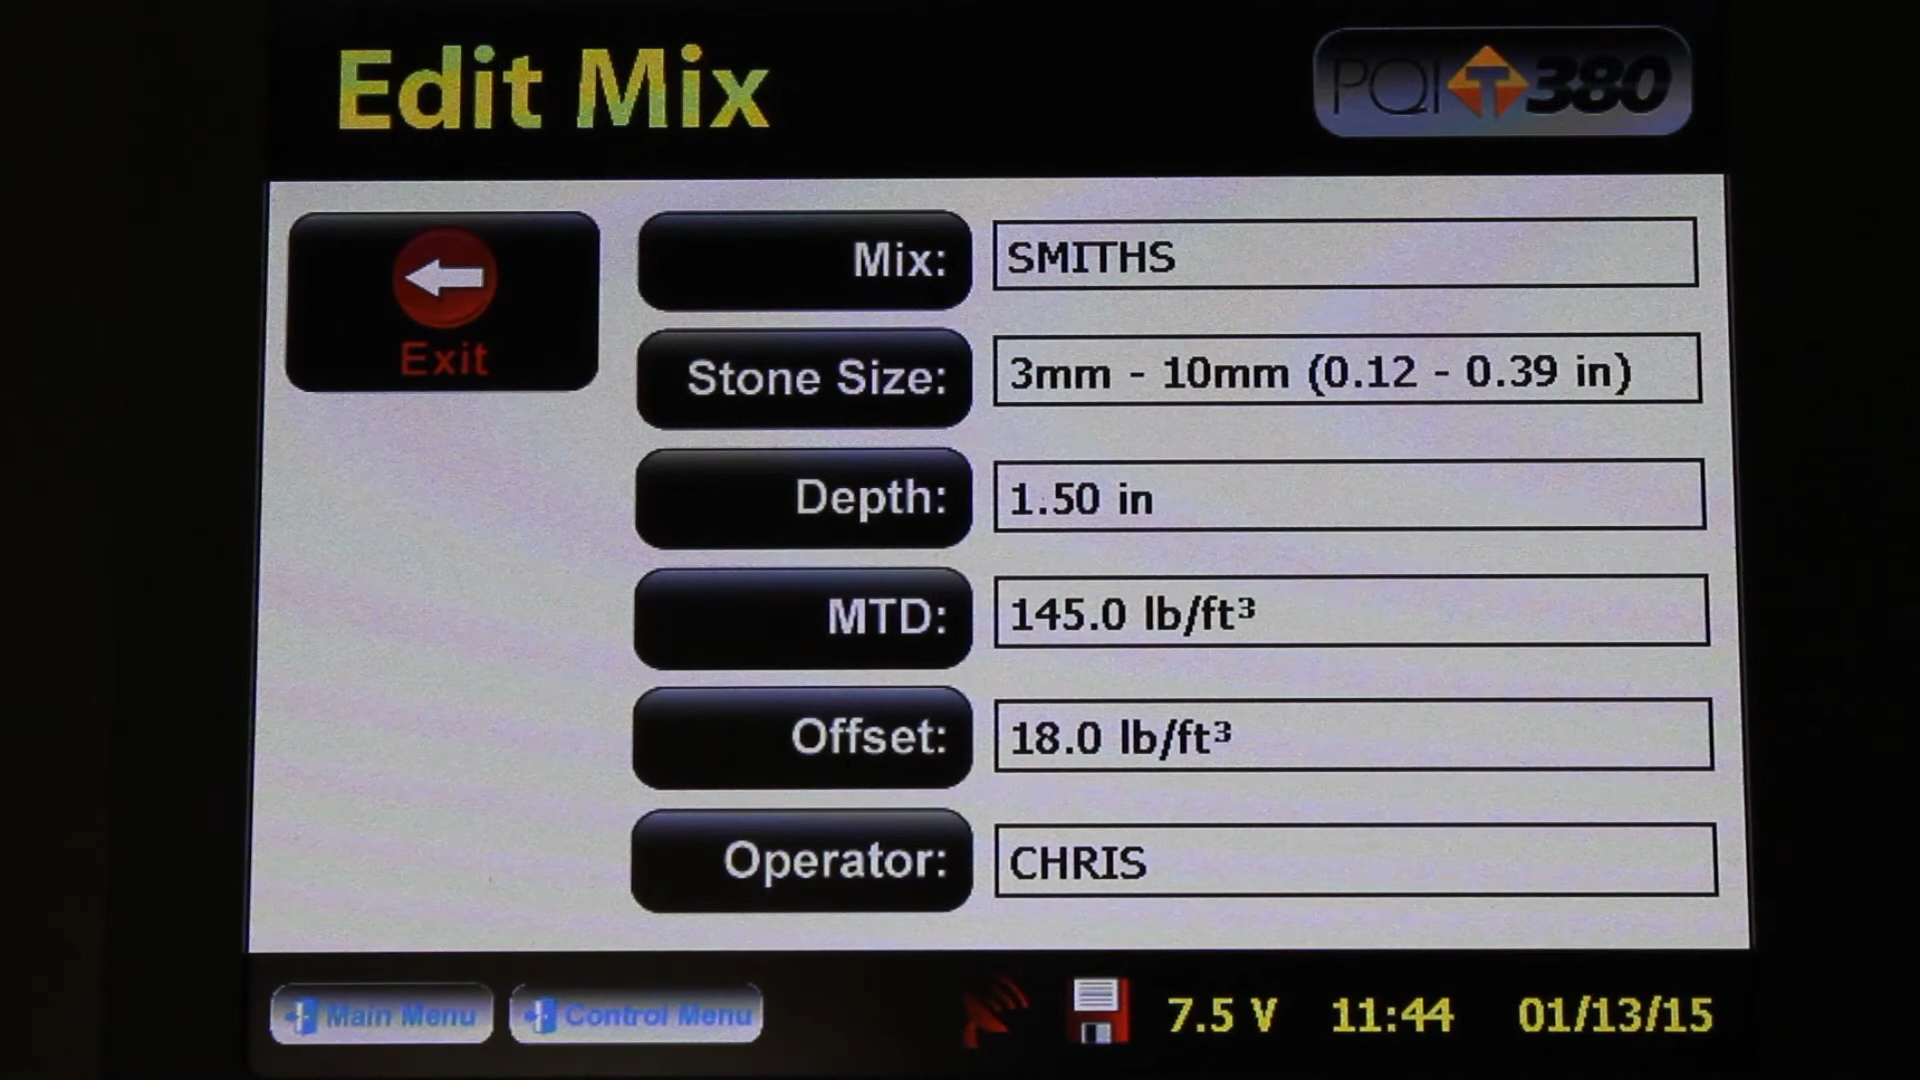 Edit Mix
PQI T 380
Exit
Mix: SMITHS
Stone Size: 3mm - 10mm (0.12 - 0.39 in)
Depth: 1.50 in
MTD: 145.0 lb/ft³
Offset: 18.0 lb/ft³
Operator: CHRIS
Main Menu Control Menu 7.5 V 11:44 01/13/15